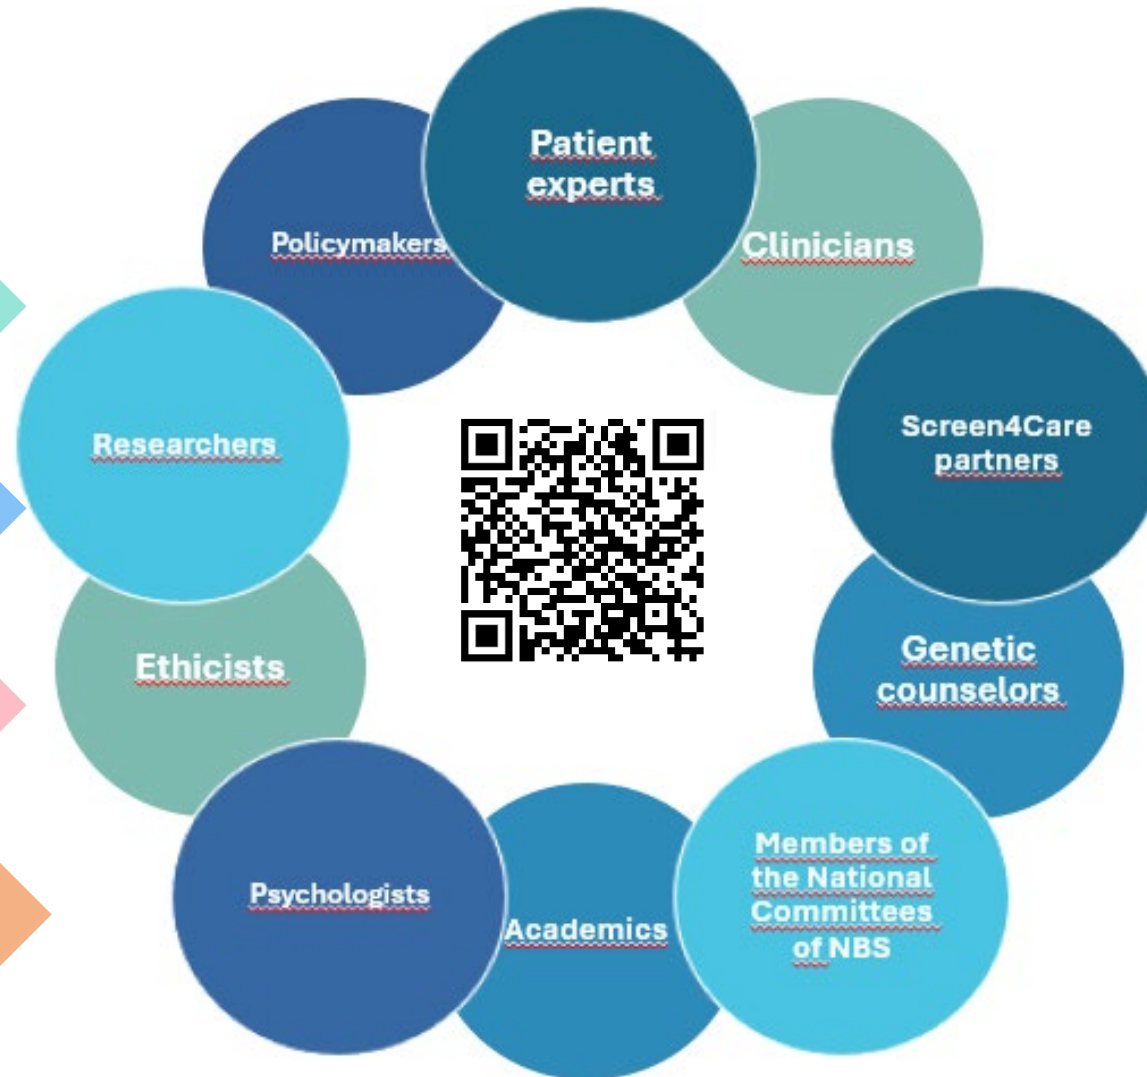 Patient
experts
Policymakers
Clinicians
Researchers
Screen4Care
partners
Ethicists
Genetic
counselors
Psychologists
Academics
Members of
the National
Committees
of NBS